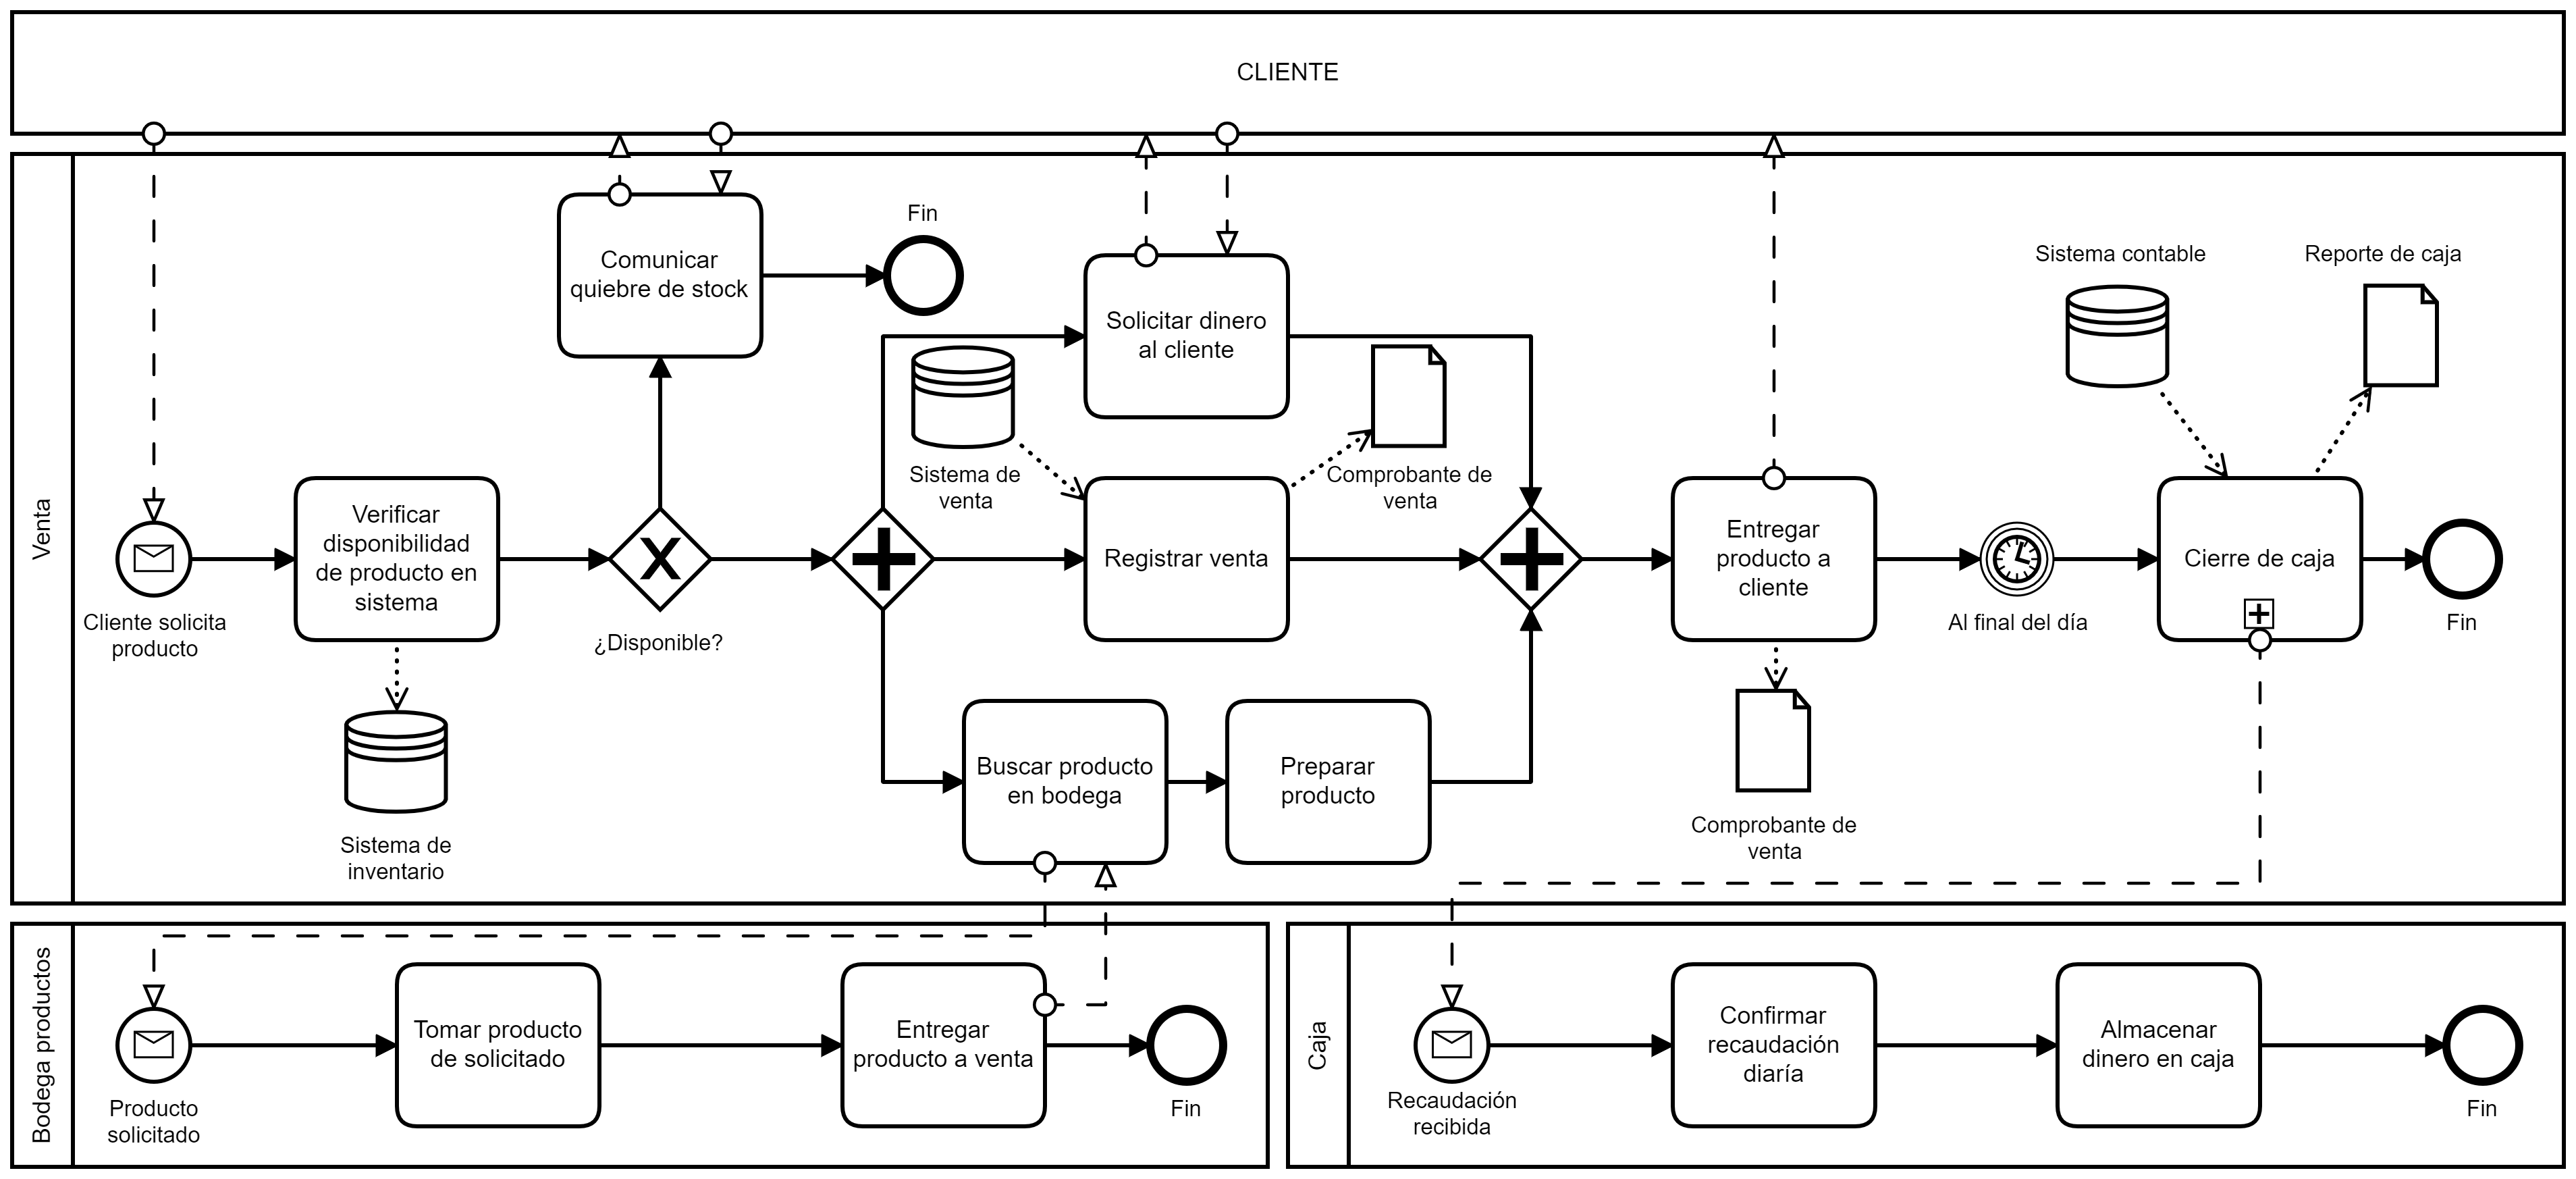 CLIENTE
Venta
Cliente solicita
producto
Verificar
disponibilidad
de producto en
sistema
Sistema de
inventario
¿Disponible?
Comunicar
quiebre de stock
Fin
Solicitar dinero
al cliente
Sistema de
venta
Registrar venta
Comprobante de
venta
Buscar producto
en bodega
Preparar
producto
Entregar
producto a
cliente
Comprobante de
venta
Al final del día
Sistema contable
Reporte de caja
Cierre de caja
Fin
Bodega productos
Producto
solicitado
Tomar producto
de solicitado
Entregar
producto a venta
Fin
Caja
Recaudación
recibida
Confirmar
recaudación
diaría
Almacenar
dinero en caja
Fin